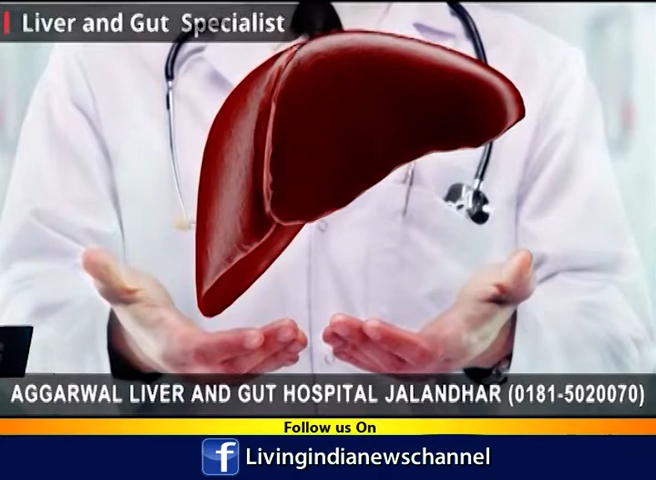 Liver and Gut Specialist
AGGARWAL LIVER AND GUT HOSPITAL JALANDHAR (0181-5020070)
Follow us On
f Livingindianewschannel